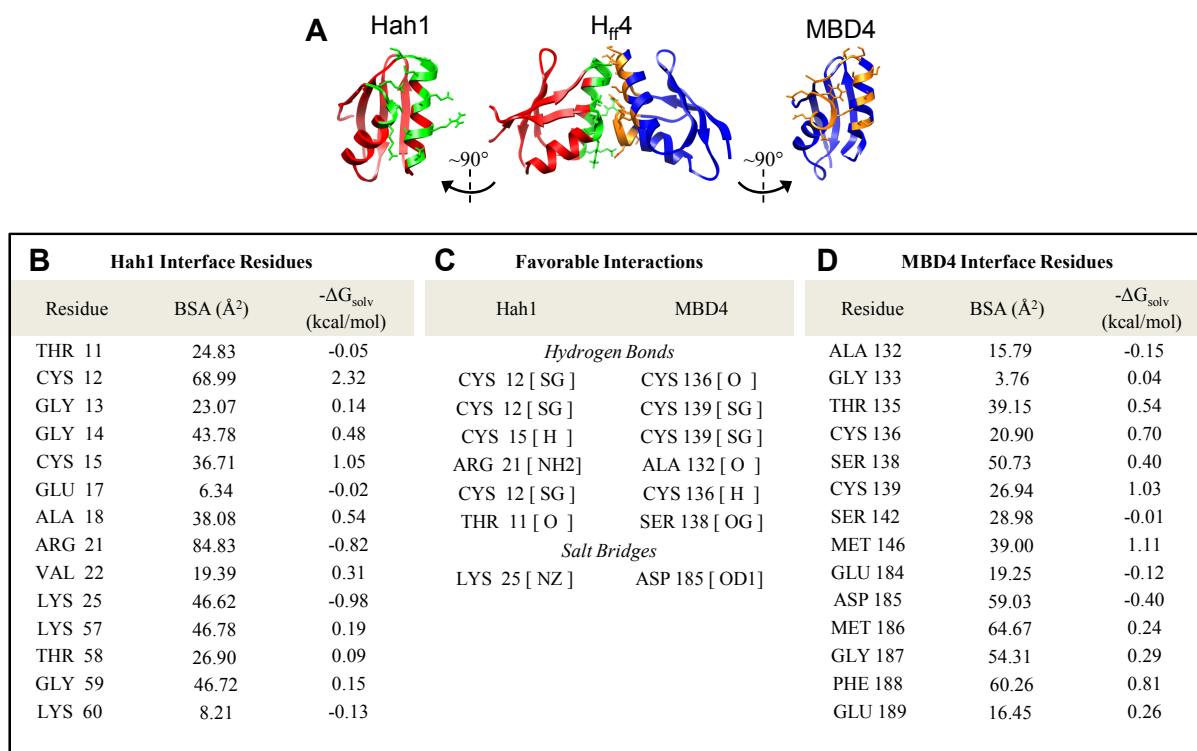 A
Hah1
Hff4
MBD4
~90°
~90°
B Hah1 Interface Residues
Residue BSA (Å²) -ΔGsolv (kcal/mol)
THR 11 24.83 -0.05
CYS 12 68.99 2.32
GLY 13 23.07 0.14
GLY 14 43.78 0.48
CYS 15 36.71 1.05
GLU 17 6.34 -0.02
ALA 18 38.08 0.54
ARG 21 84.83 -0.82
VAL 22 19.39 0.31
LYS 25 46.62 -0.98
LYS 57 46.78 0.19
THR 58 26.90 0.09
GLY 59 46.72 0.15
LYS 60 8.21 -0.13
C Favorable Interactions
Hah1 MBD4
Hydrogen Bonds
CYS 12 [ SG ] CYS 136 [ O ]
CYS 12 [ SG ] CYS 139 [ SG ]
CYS 15 [ H ] CYS 139 [ SG ]
ARG 21 [ NH2] ALA 132 [ O ]
CYS 12 [ SG ] CYS 136 [ H ]
THR 11 [ O ] SER 138 [ OG ]
Salt Bridges
LYS 25 [ NZ ] ASP 185 [ OD1]
D MBD4 Interface Residues
Residue BSA (Å²) -ΔGsolv (kcal/mol)
ALA 132 15.79 -0.15
GLY 133 3.76 0.04
THR 135 39.15 0.54
CYS 136 20.90 0.70
SER 138 50.73 0.40
CYS 139 26.94 1.03
SER 142 28.98 -0.01
MET 146 39.00 1.11
GLU 184 19.25 -0.12
ASP 185 59.03 -0.40
MET 186 64.67 0.24
GLY 187 54.31 0.29
PHE 188 60.26 0.81
GLU 189 16.45 0.26